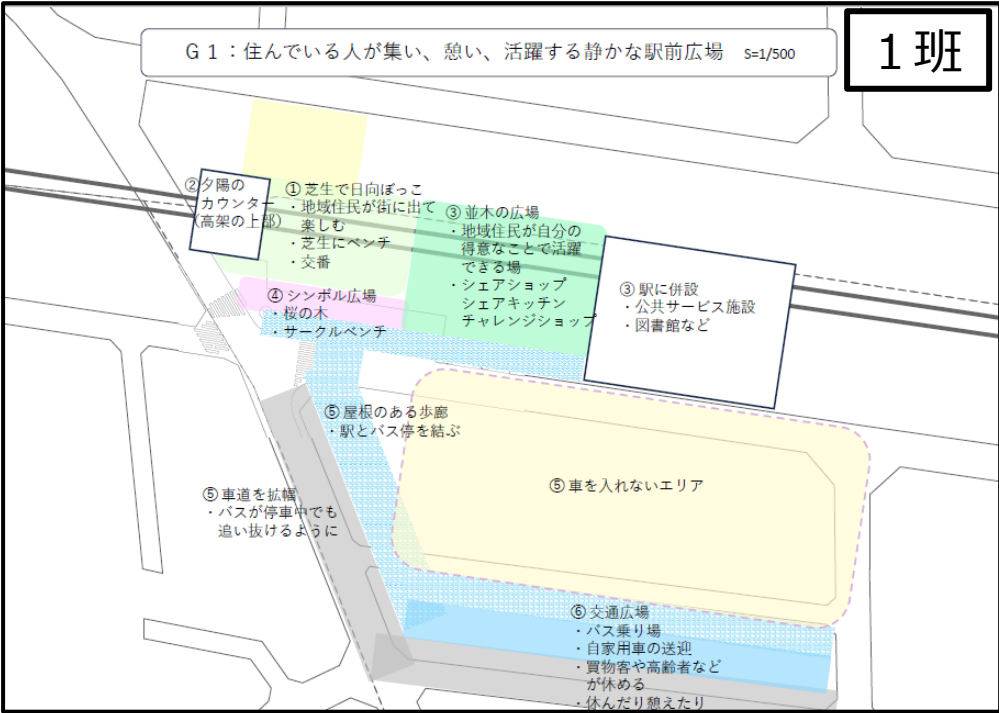 G1:住んでいる人が集い、憩い、活躍する静かな駅前広場 S=1/500
1班
②夕陽の
カウンター
(高架の上部)
①芝生で日向ぼっこ
・地域住民が街に出て
楽しむ
・芝生にベンチ
・交番
③並木の広場
・地域住民が自分の
得意なことで活躍
できる場
・シェアショップ
シェアキッチン
チャレンジショップ
③駅に併設
・公共サービス施設
・図書館など
④シンボル広場
・桜の木
・サークルベンチ
⑤屋根のある歩廊
・駅とバス停を結ぶ
⑤車を入れないエリア
⑤車道を拡幅
・バスが停車中でも
追い抜けるように
⑥交通広場
・バス乗り場
・自家用車の送迎
・買物客や高齢者など
が休める
・休んだり憩えたり